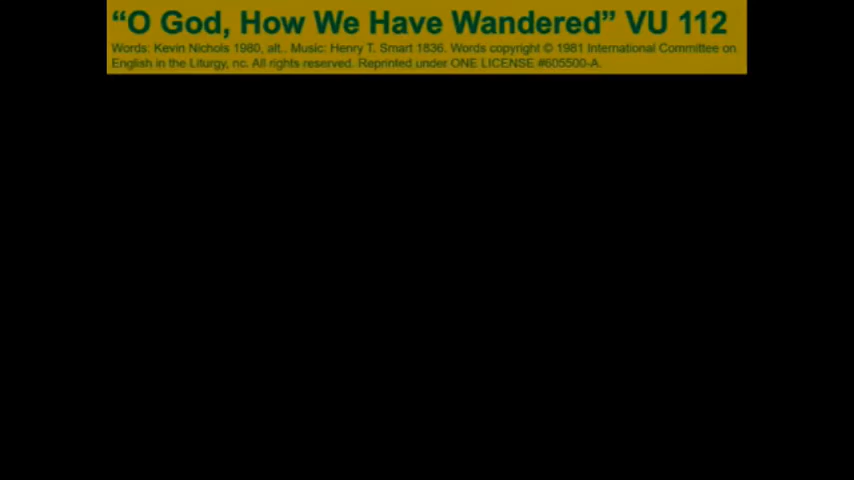 “O God, How We Have Wandered” VU 112
Words: Kevin Nichols 1980, alt.. Music: Henry T. Smart 1836. Words copyright © 1981 International Committee on
English in the Liturgy, nc. All rights reserved. Reprinted under ONE LICENSE #605500-A.